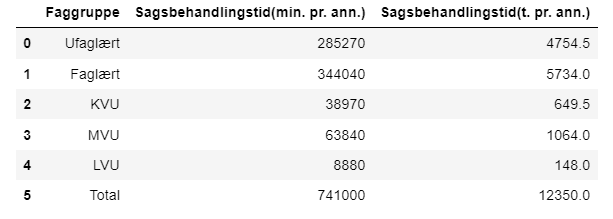 Faggruppe Sagsbehandlingstid(min. pr. ann.) Sagsbehandlingstid(t. pr. ann.)
0 Ufaglært 285270 4754.5
1 Faglært 344040 5734.0
2 KVU 38970 649.5
3 MVU 63840 1064.0
4 LVU 8880 148.0
5 Total 741000 12350.0